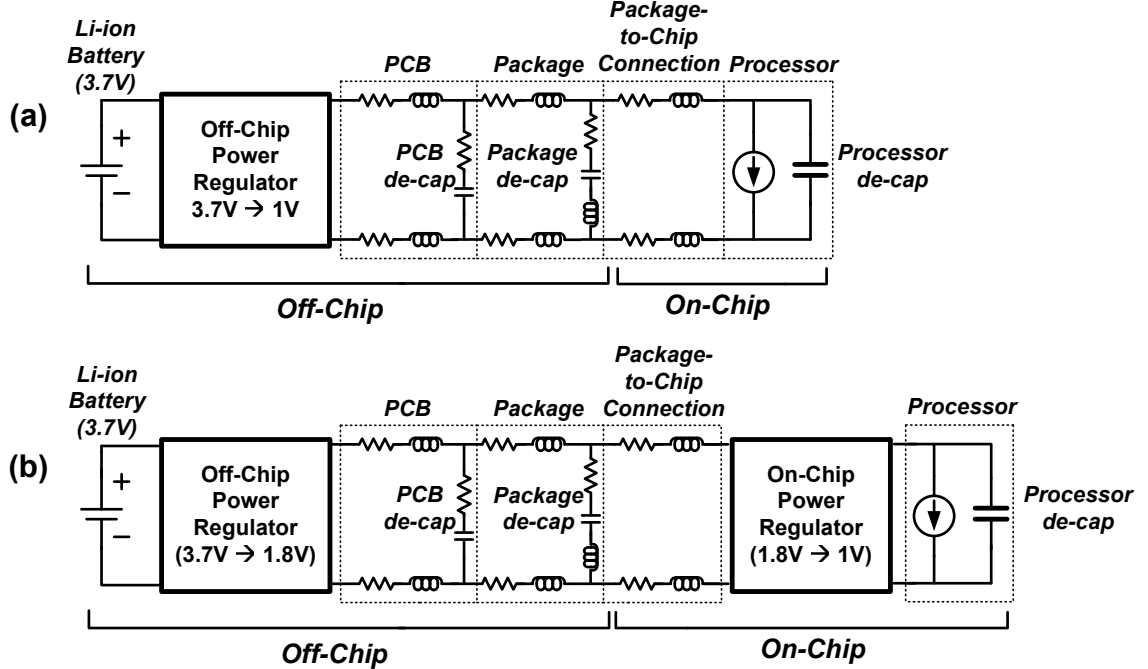 Li-ion
Battery
(3.7V)
PCB
Package
Package-
to-Chip
Connection
Processor
(a)
+
−
Off-Chip
Power
Regulator
3.7V → 1V
PCB
de-cap
Package
de-cap
Processor
de-cap
Off-Chip
On-Chip
Li-ion
Battery
(3.7V)
PCB
Package
Package-
to-Chip
Connection
Processor
(b)
+
−
Off-Chip
Power
Regulator
(3.7V → 1.8V)
PCB
de-cap
Package
de-cap
On-Chip
Power
Regulator
(1.8V → 1V)
Processor
de-cap
Off-Chip
On-Chip